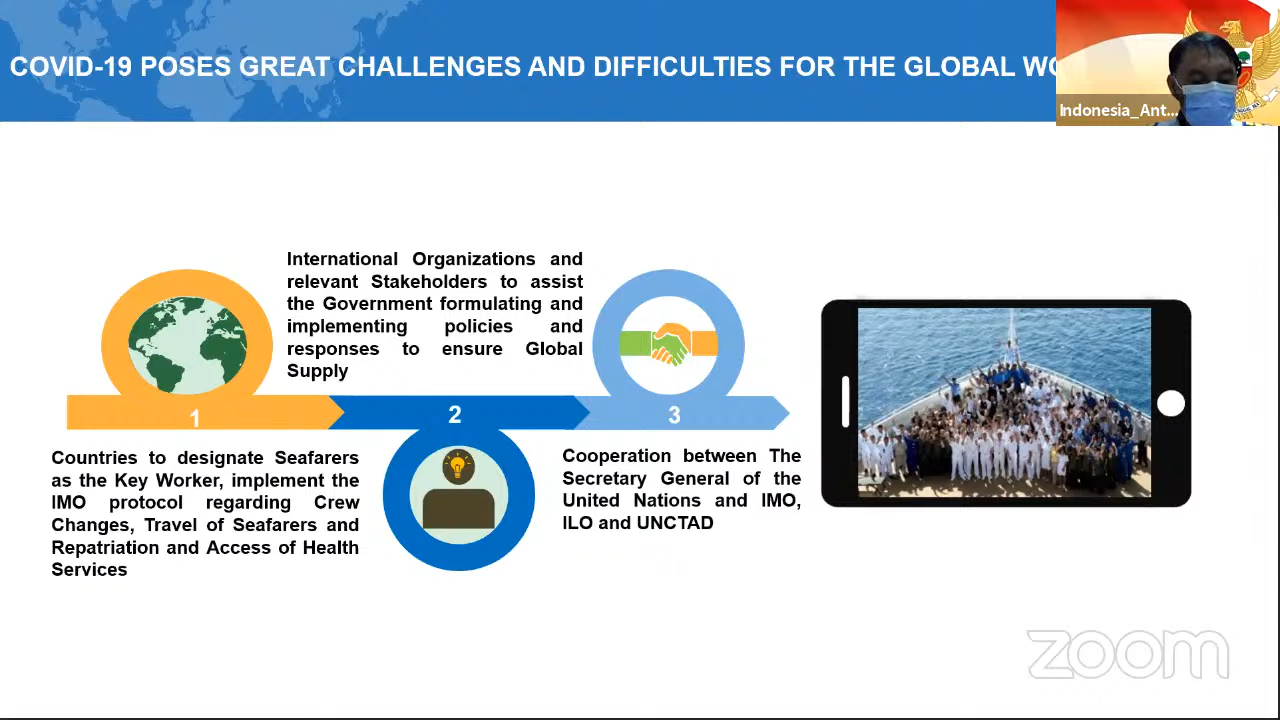 COVID-19 POSES GREAT CHALLENGES AND DIFFICULTIES FOR THE GLOBAL
Indonesia_Ant...
International Organizations and
relevant Stakeholders to assist
the Government formulating and
implementing policies and
responses to ensure Global
Supply
1
2
3
Countries to designate Seafarers
as the Key Worker, implement the
IMO protocol regarding Crew
Changes, Travel of Seafarers and
Repatriation and Access of Health
Services
Cooperation between The
Secretary General of the
United Nations and IMO,
ILO and UNCTAD
zoom